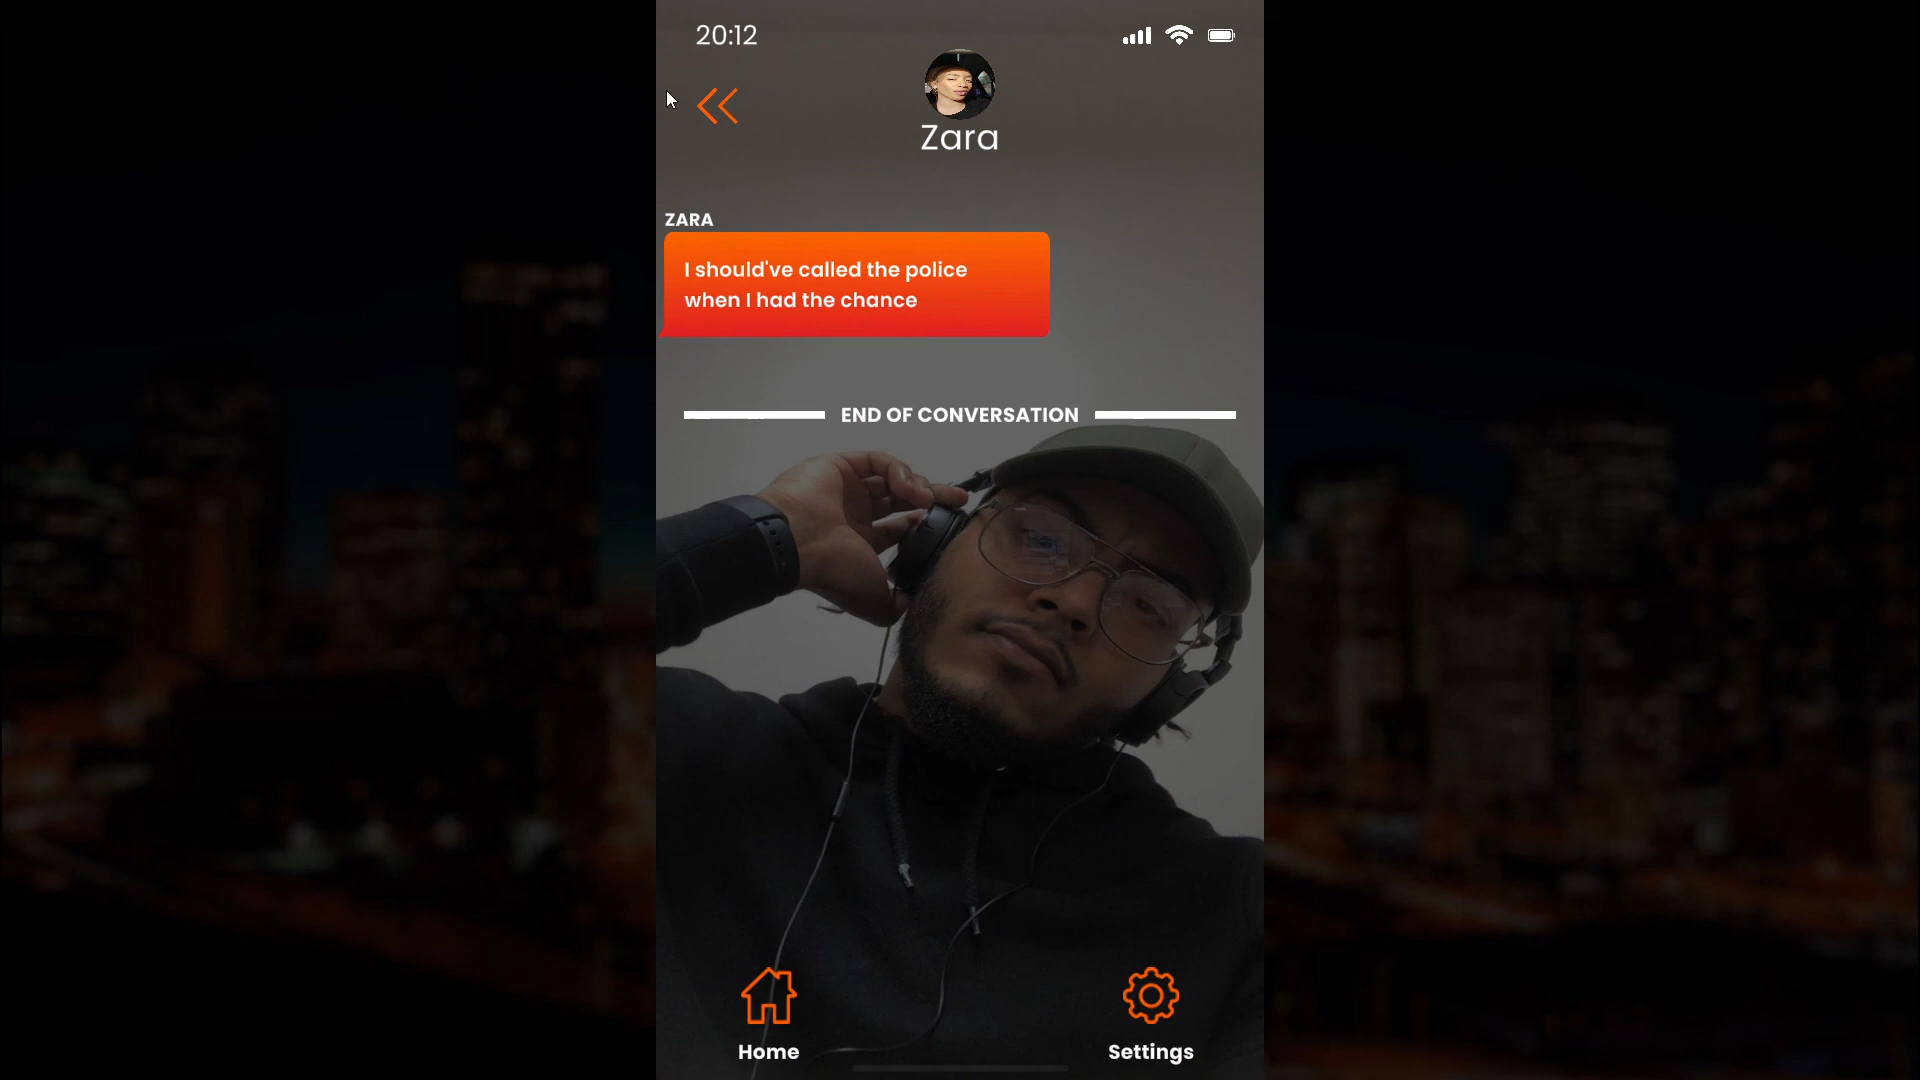 20:12
Zara
ZARA
I should've called the police
when I had the chance
END OF CONVERSATION
Home
Settings